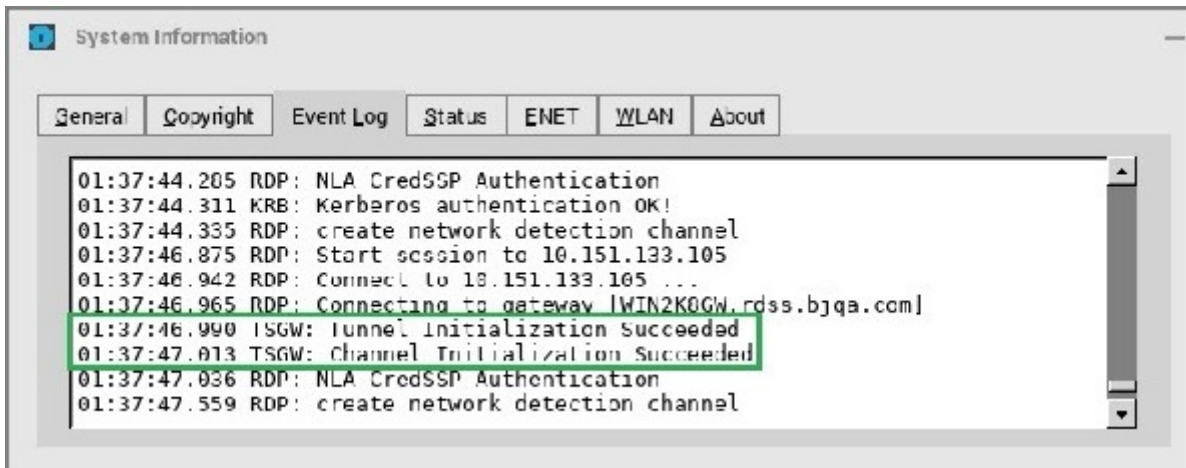 System Information
General Copyright Event Log Status ENET WLAN About
01:37:44.285 RDP: NLA CredSSP Authentication
01:37:44.311 KRB: Kerberos authentication OK!
01:37:44.335 RDP: create network detection channel
01:37:46.875 RDP: Start session to 10.151.133.105
01:37:46.942 RDP: Connect to 10.151.133.105 ...
01:37:46.965 RDP: Connecting to gateway [WIN2K8GW.rdss.bjqa.com]
01:37:46.990 TSGW: Tunnel Initialization Succeeded
01:37:47.013 TSGW: Channel Initialization Succeeded
01:37:47.036 RDP: NLA CredSSP Authentication
01:37:47.559 RDP: create network detection channel